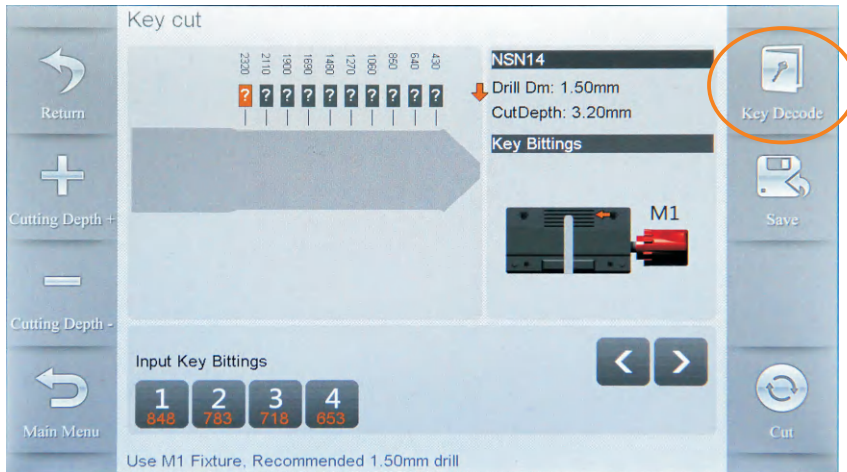 Key cut
Return
Cutting Depth +
Cutting Depth -
Main Menu
2320 2110 1900 1690 1480 1270 1060 850 640 430
? ? ? ? ? ? ? ? ? ?
NSN14
Drill Dm: 1.50mm
CutDepth: 3.20mm
Key Bittings
M1
Input Key Bittings
1 2 3 4
848 783 718 653
Use M1 Fixture, Recommended 1.50mm drill
Key Decode
Save
Cut